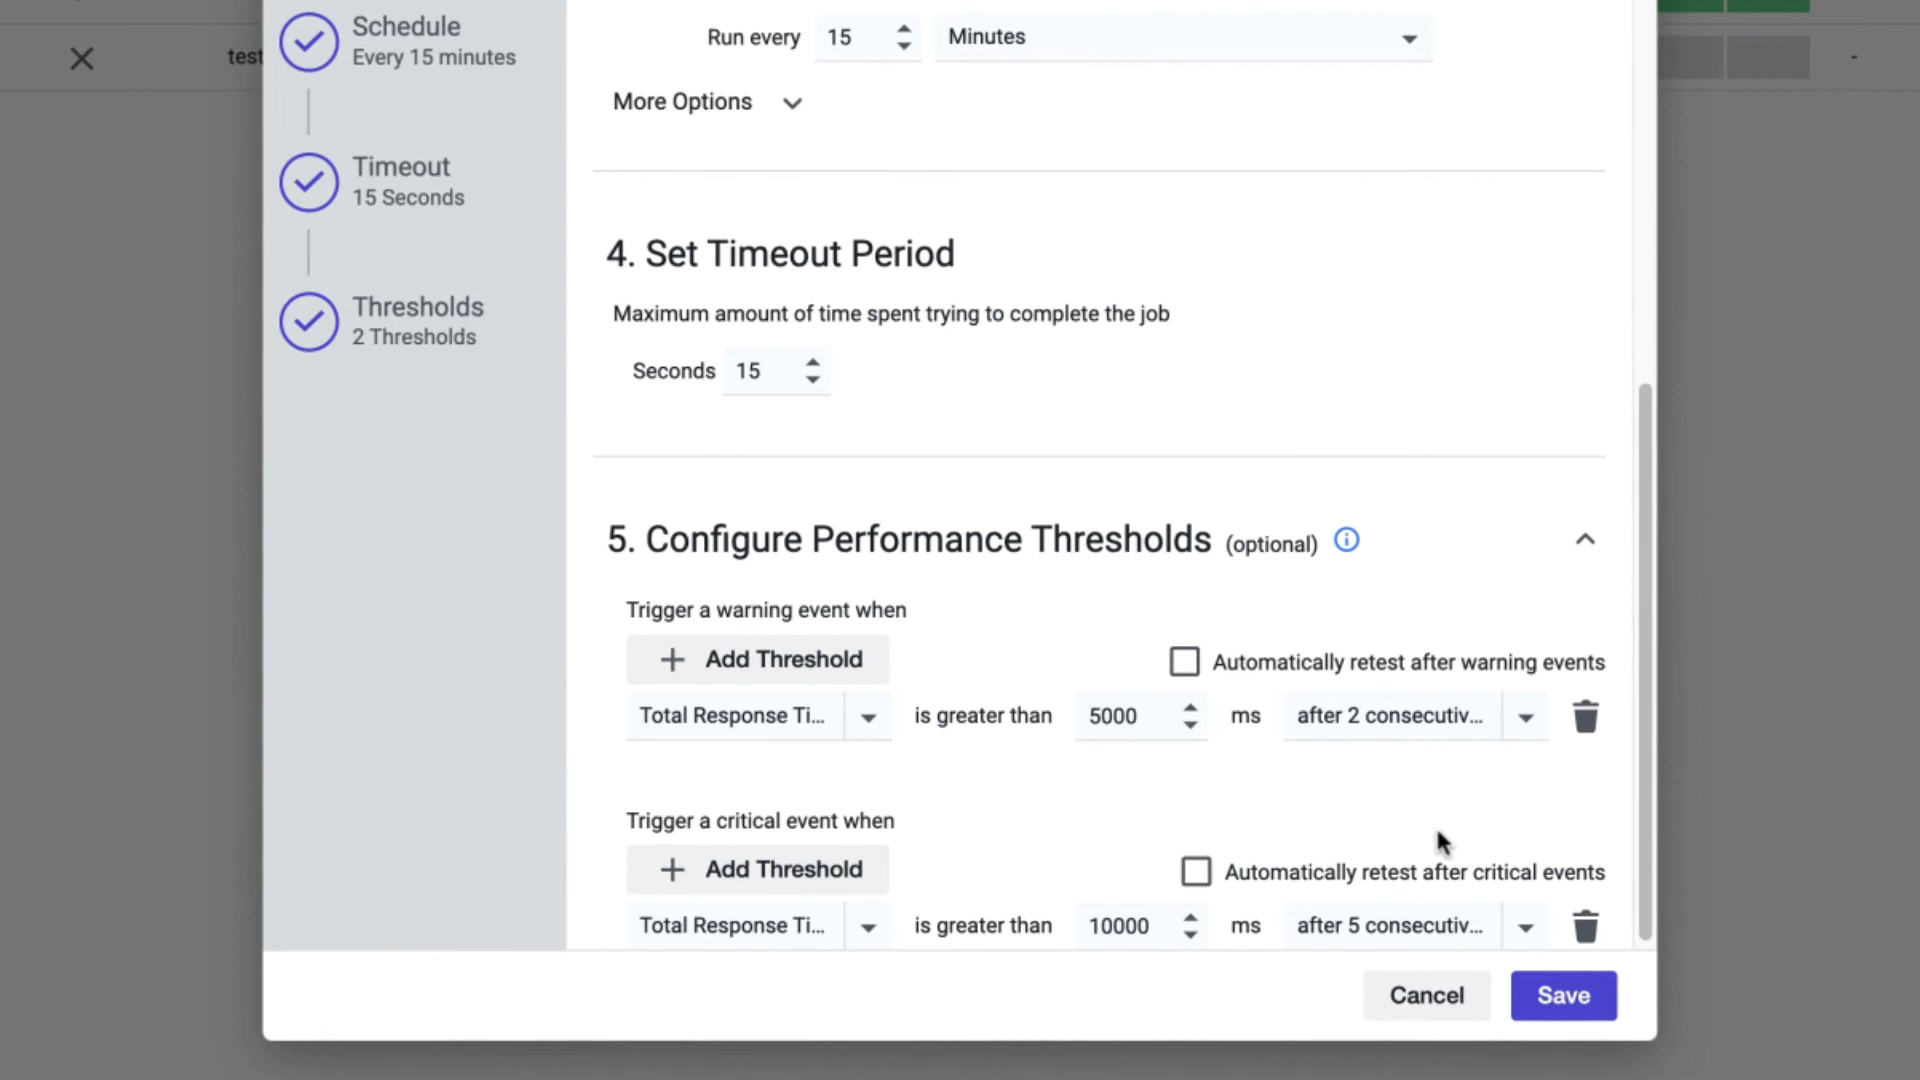 Schedule
Every 15 minutes
test
Timeout
15 Seconds
Thresholds
2 Thresholds
Run every 15 Minutes
More Options
4. Set Timeout Period
Maximum amount of time spent trying to complete the job
Seconds 15
5. Configure Performance Thresholds (optional)
Trigger a warning event when
Add Threshold Automatically retest after warning events
Total Response Ti... is greater than 5000 ms after 2 consecutiv...
Trigger a critical event when
Add Threshold Automatically retest after critical events
Total Response Ti... is greater than 10000 ms after 5 consecutiv...
Cancel Save
-